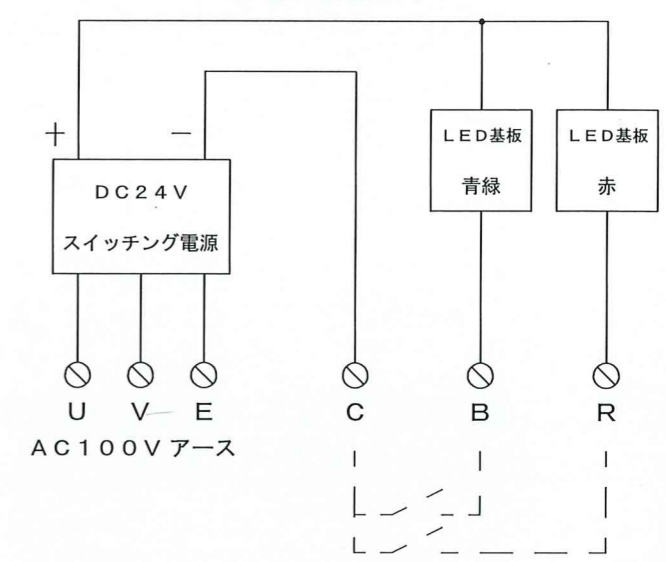 + −
LED基板 LED基板
DC24V
青緑 赤
スイッチング電源
U V E C B R
AC100V アース